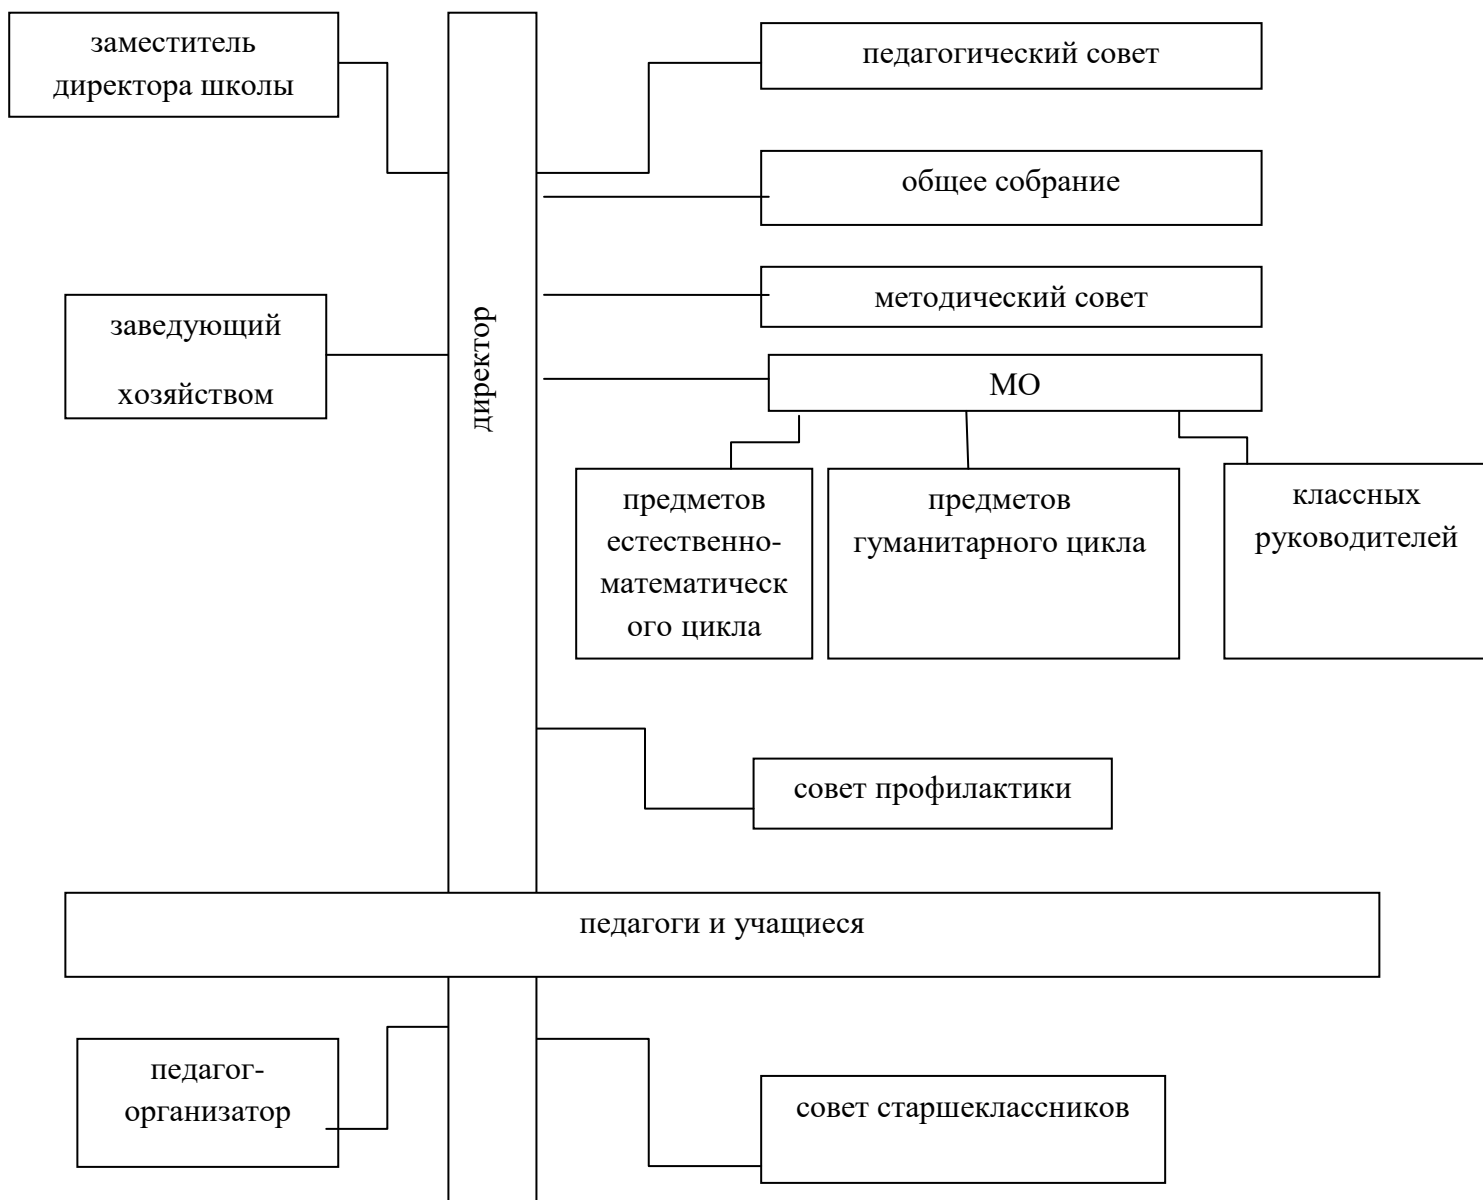 заместитель
директора школы
педагогический совет
общее собрание
методический совет
заведующий
хозяйством
директор
МО
предметов
естественно-
математическ
ого цикла
предметов
гуманитарного цикла
классных
руководителей
совет профилактики
педагоги и учащиеся
педагог-
организатор
совет старшеклассников